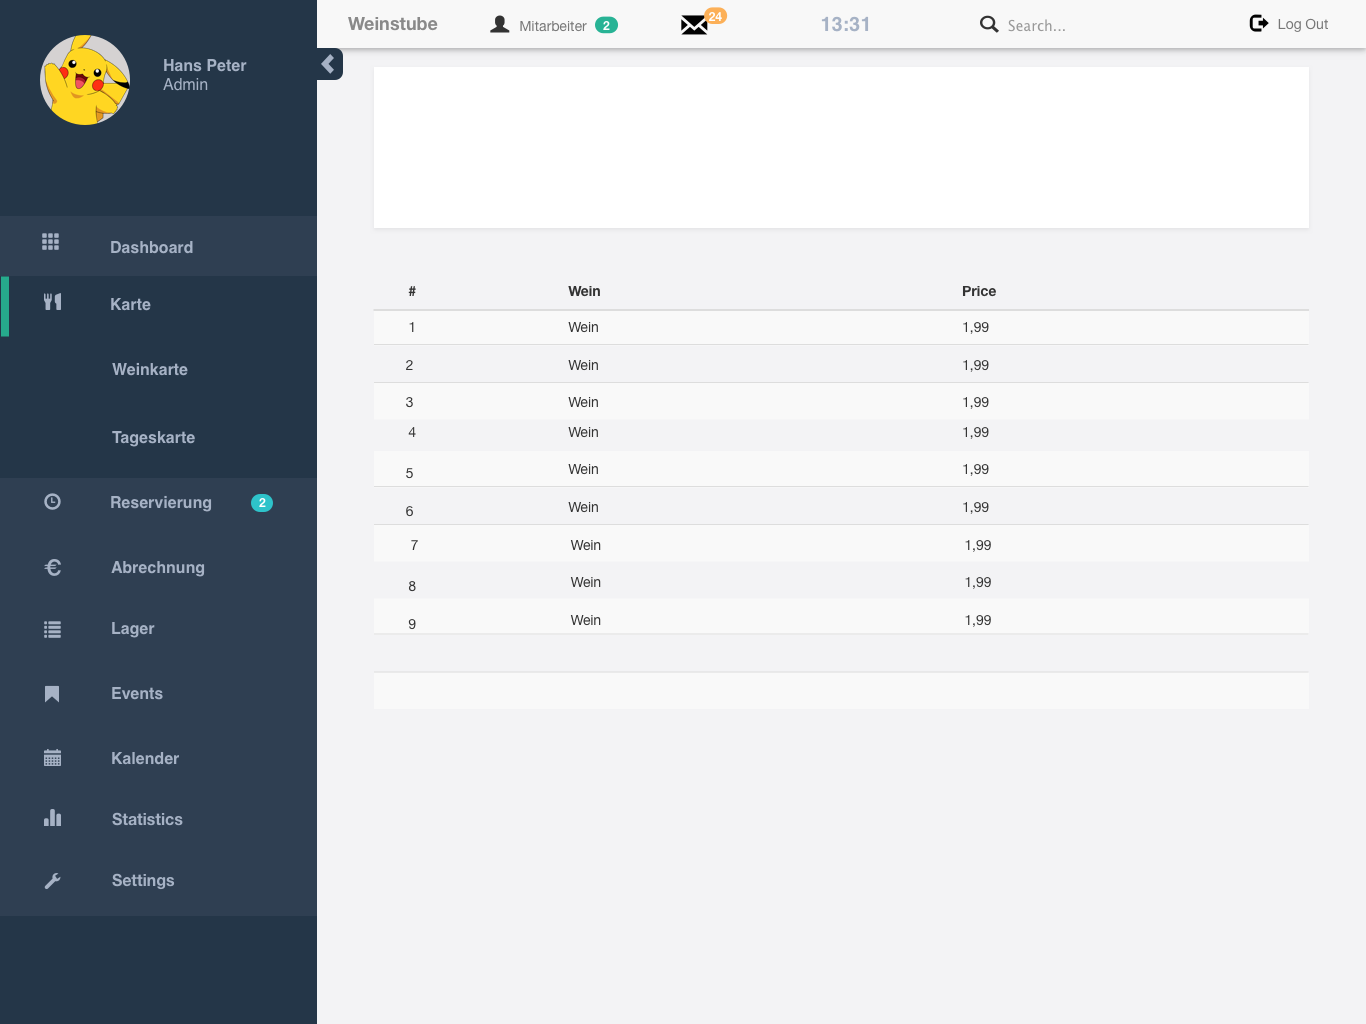 Weinstube
Mitarbeiter 2
24
13:31
Search...
Log Out
Hans Peter
Admin
Dashboard
Karte
Weinkarte
Tageskarte
Reservierung 2
Abrechnung
Lager
Events
Kalender
Statistics
Settings
# Wein Price
1 Wein 1,99
2 Wein 1,99
3 Wein 1,99
4 Wein 1,99
5 Wein 1,99
6 Wein 1,99
7 Wein 1,99
8 Wein 1,99
9 Wein 1,99